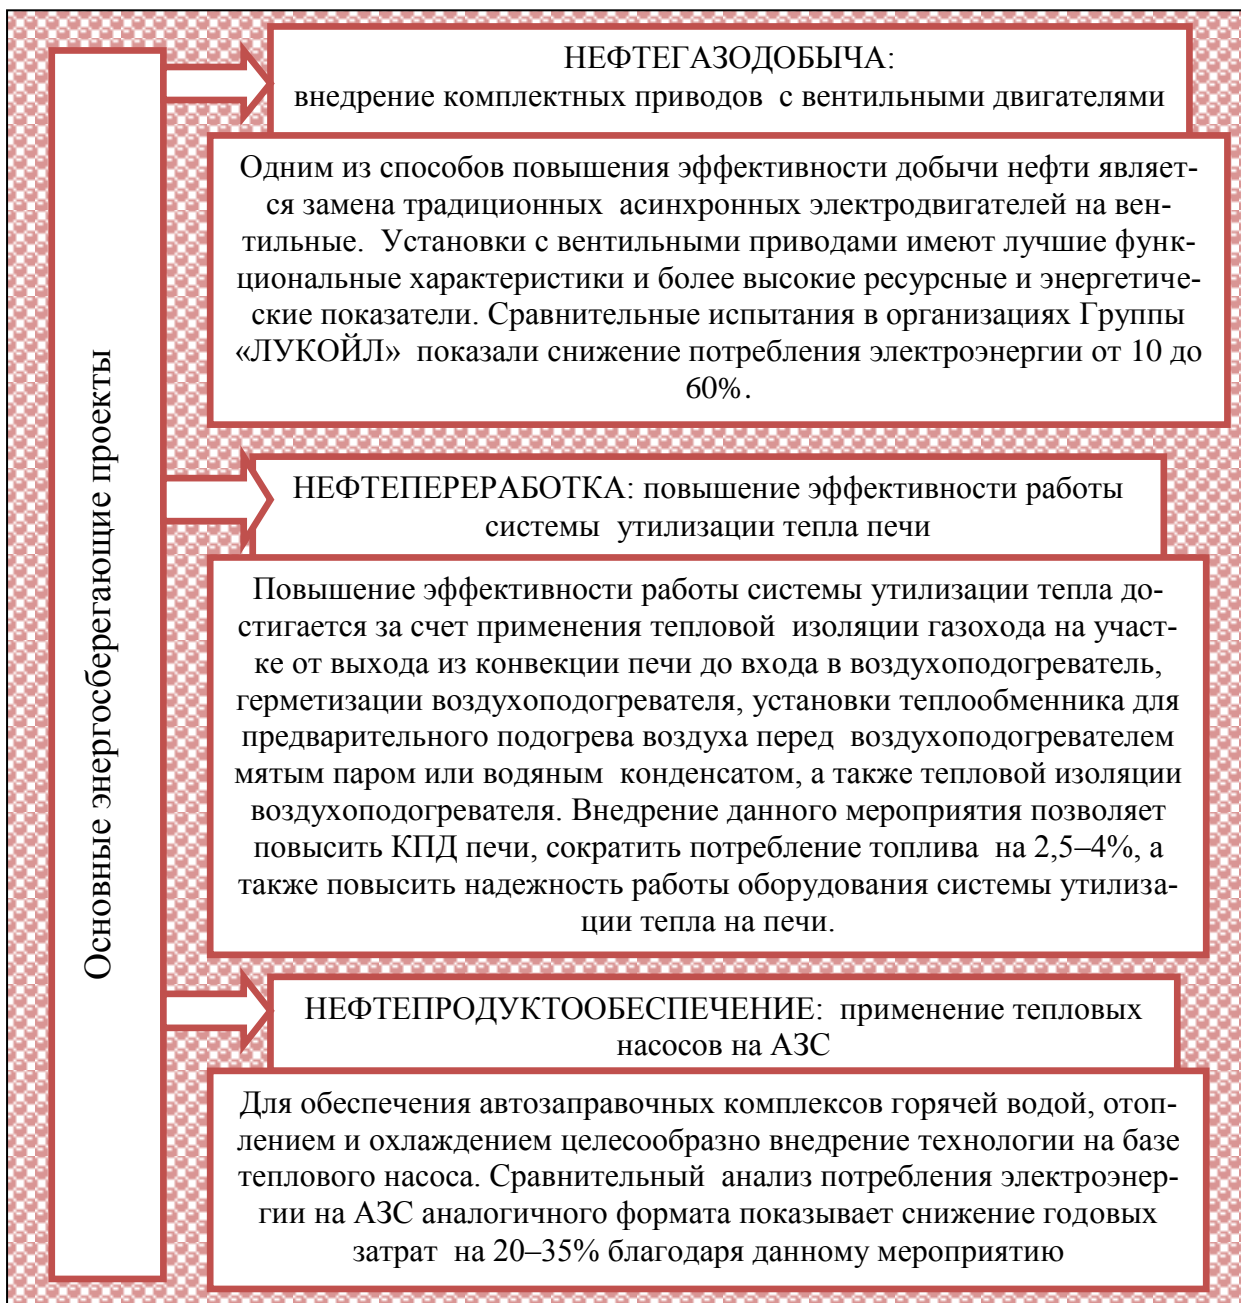 Основные энергосберегающие проекты
НЕФТЕГАЗОДОБЫЧА:
внедрение комплектных приводов с вентильными двигателями
Одним из способов повышения эффективности добычи нефти являет-
ся замена традиционных асинхронных электродвигателей на вен-
тильные. Установки с вентильными приводами имеют лучшие функ-
циональные характеристики и более высокие ресурсные и энергетиче-
ские показатели. Сравнительные испытания в организациях Группы
«ЛУКОЙЛ» показали снижение потребления электроэнергии от 10 до
60%.
НЕФТЕПЕРЕРАБОТКА: повышение эффективности работы
системы утилизации тепла печи
Повышение эффективности работы системы утилизации тепла до-
стигается за счет применения тепловой изоляции газохода на участ-
ке от выхода из конвекции печи до входа в воздухоподогреватель,
герметизации воздухоподогревателя, установки теплообменника для
предварительного подогрева воздуха перед воздухоподогревателем
мятым паром или водяным конденсатом, а также тепловой изоляции
воздухоподогревателя. Внедрение данного мероприятия позволяет
повысить КПД печи, сократить потребление топлива на 2,5–4%, а
также повысить надежность работы оборудования системы утилиза-
ции тепла на печи.
НЕФТЕПРОДУКТООБЕСПЕЧЕНИЕ: применение тепловых
насосов на АЗС
Для обеспечения автозаправочных комплексов горячей водой, отоп-
лением и охлаждением целесообразно внедрение технологии на базе
теплового насоса. Сравнительный анализ потребления электроэнер-
гии на АЗС аналогичного формата показывает снижение годовых
затрат на 20–35% благодаря данному мероприятию